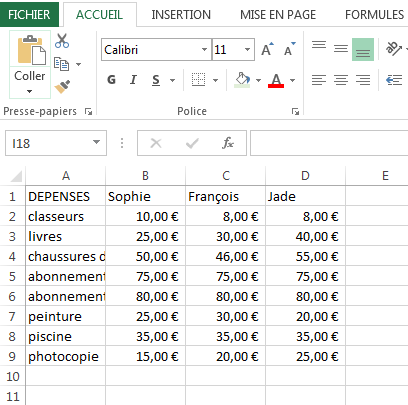 FICHIER ACCUEIL INSERTION MISE EN PAGE FORMULES
Calibri 11 A A
Coller
G I S A
Presse-papiers Police
I18 fx
A B C D E
1 DEPENSES Sophie François Jade
2 classeurs 10,00 € 8,00 € 8,00 €
3 livres 25,00 € 30,00 € 40,00 €
4 chaussures d 50,00 € 46,00 € 55,00 €
5 abonnement 75,00 € 75,00 € 75,00 €
6 abonnement 80,00 € 80,00 € 80,00 €
7 peinture 25,00 € 30,00 € 20,00 €
8 piscine 35,00 € 35,00 € 35,00 €
9 photocopie 15,00 € 20,00 € 25,00 €
10
11